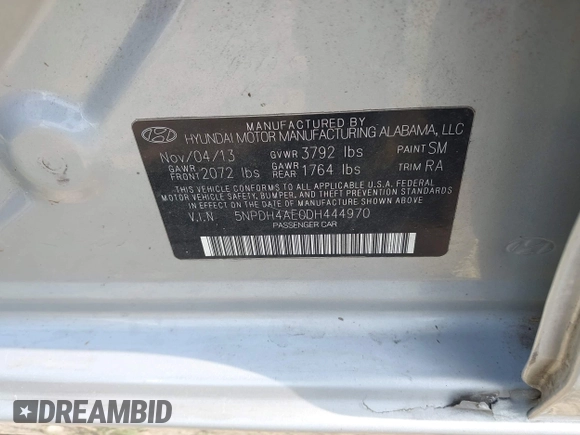 MANUFACTURED BY
HYUNDAI MOTOR MANUFACTURING ALABAMA, LLC
Nov/04/13 GVWR 3792 lbs PAINT SM
GAWR FRONT 2072 lbs GAWR REAR 1764 lbs TRIM RA
THIS VEHICLE CONFORMS TO ALL APPLICABLE U.S.A. FEDERAL
MOTOR VEHICLE SAFETY, BUMPER, AND THEFT PREVENTION
STANDARDS IN EFFECT ON THE DATE OF MANUFACTURE SHOWN ABOVE.
V.I.N 5NPDH4AE0DH444970
PASSENGER CAR
DREAMBID